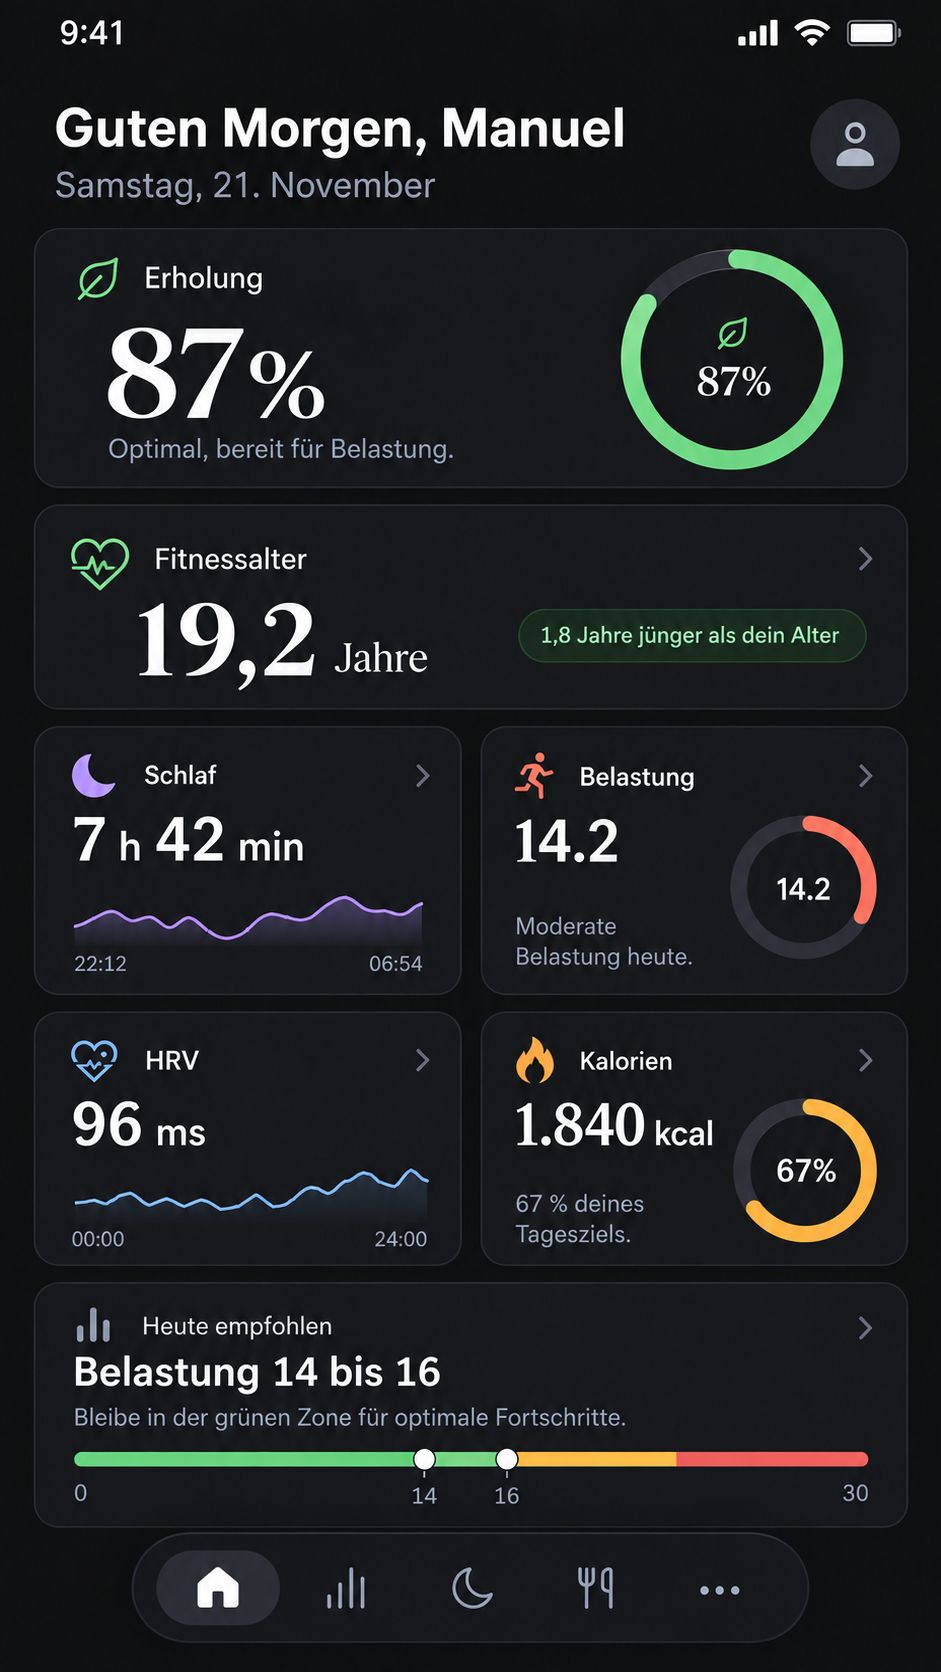 9:41
Guten Morgen, Manuel
Samstag, 21. November
Erholung
87%
Optimal, bereit für Belastung.
87%
Fitnessalter
19,2 Jahre
1,8 Jahre jünger als dein Alter
Schlaf
7 h 42 min
22:12
06:54
Belastung
14.2
Moderate
Belastung heute.
14.2
HRV
96 ms
00:00
24:00
Kalorien
1.840 kcal
67 % deines
Tagesziels.
67%
Heute empfohlen
Belastung 14 bis 16
Bleibe in der grünen Zone für optimale Fortschritte.
0
14
16
30